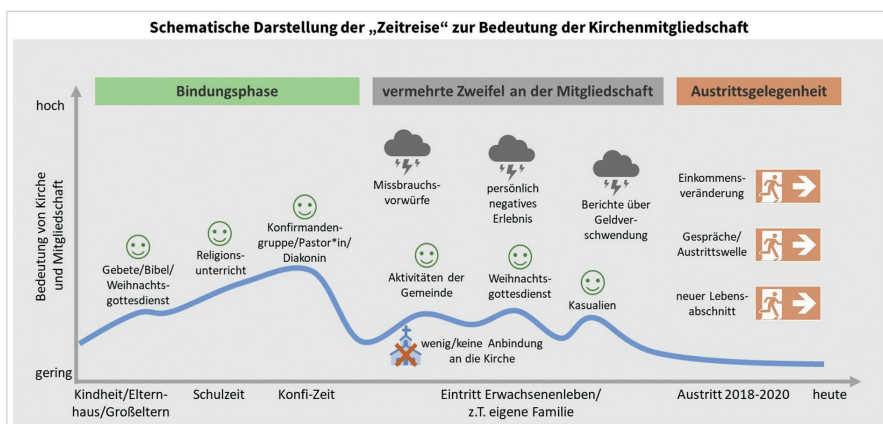 Schematische Darstellung der „Zeitreise“ zur Bedeutung der Kirchenmitgliedschaft
Bindungsphase
vermehrte Zweifel an der Mitgliedschaft
Austrittsgelegenheit
hoch
Bedeutung von Kirche
und Mitgliedschaft
gering
Gebete/Bibel/
Weihnachts-
gottesdienst
Religions-
unterricht
Konfirmanden-
gruppe/Pastor*in/
Diakonin
Missbrauchs-
vorwürfe
persönlich
negatives
Erlebnis
Berichte über
Geldver-
schwendung
Aktivitäten der
Gemeinde
Weihnachts-
gottesdienst
Kasualien
wenig/keine Anbindung
an die Kirche
Einkommens-
veränderung
Gespräche/
Austrittswelle
neuer Lebens-
abschnitt
Kindheit/Eltern-
haus/Großeltern
Schulzeit
Konfi-Zeit
Eintritt Erwachsenenleben/
z.T. eigene Familie
Austritt 2018-2020
heute